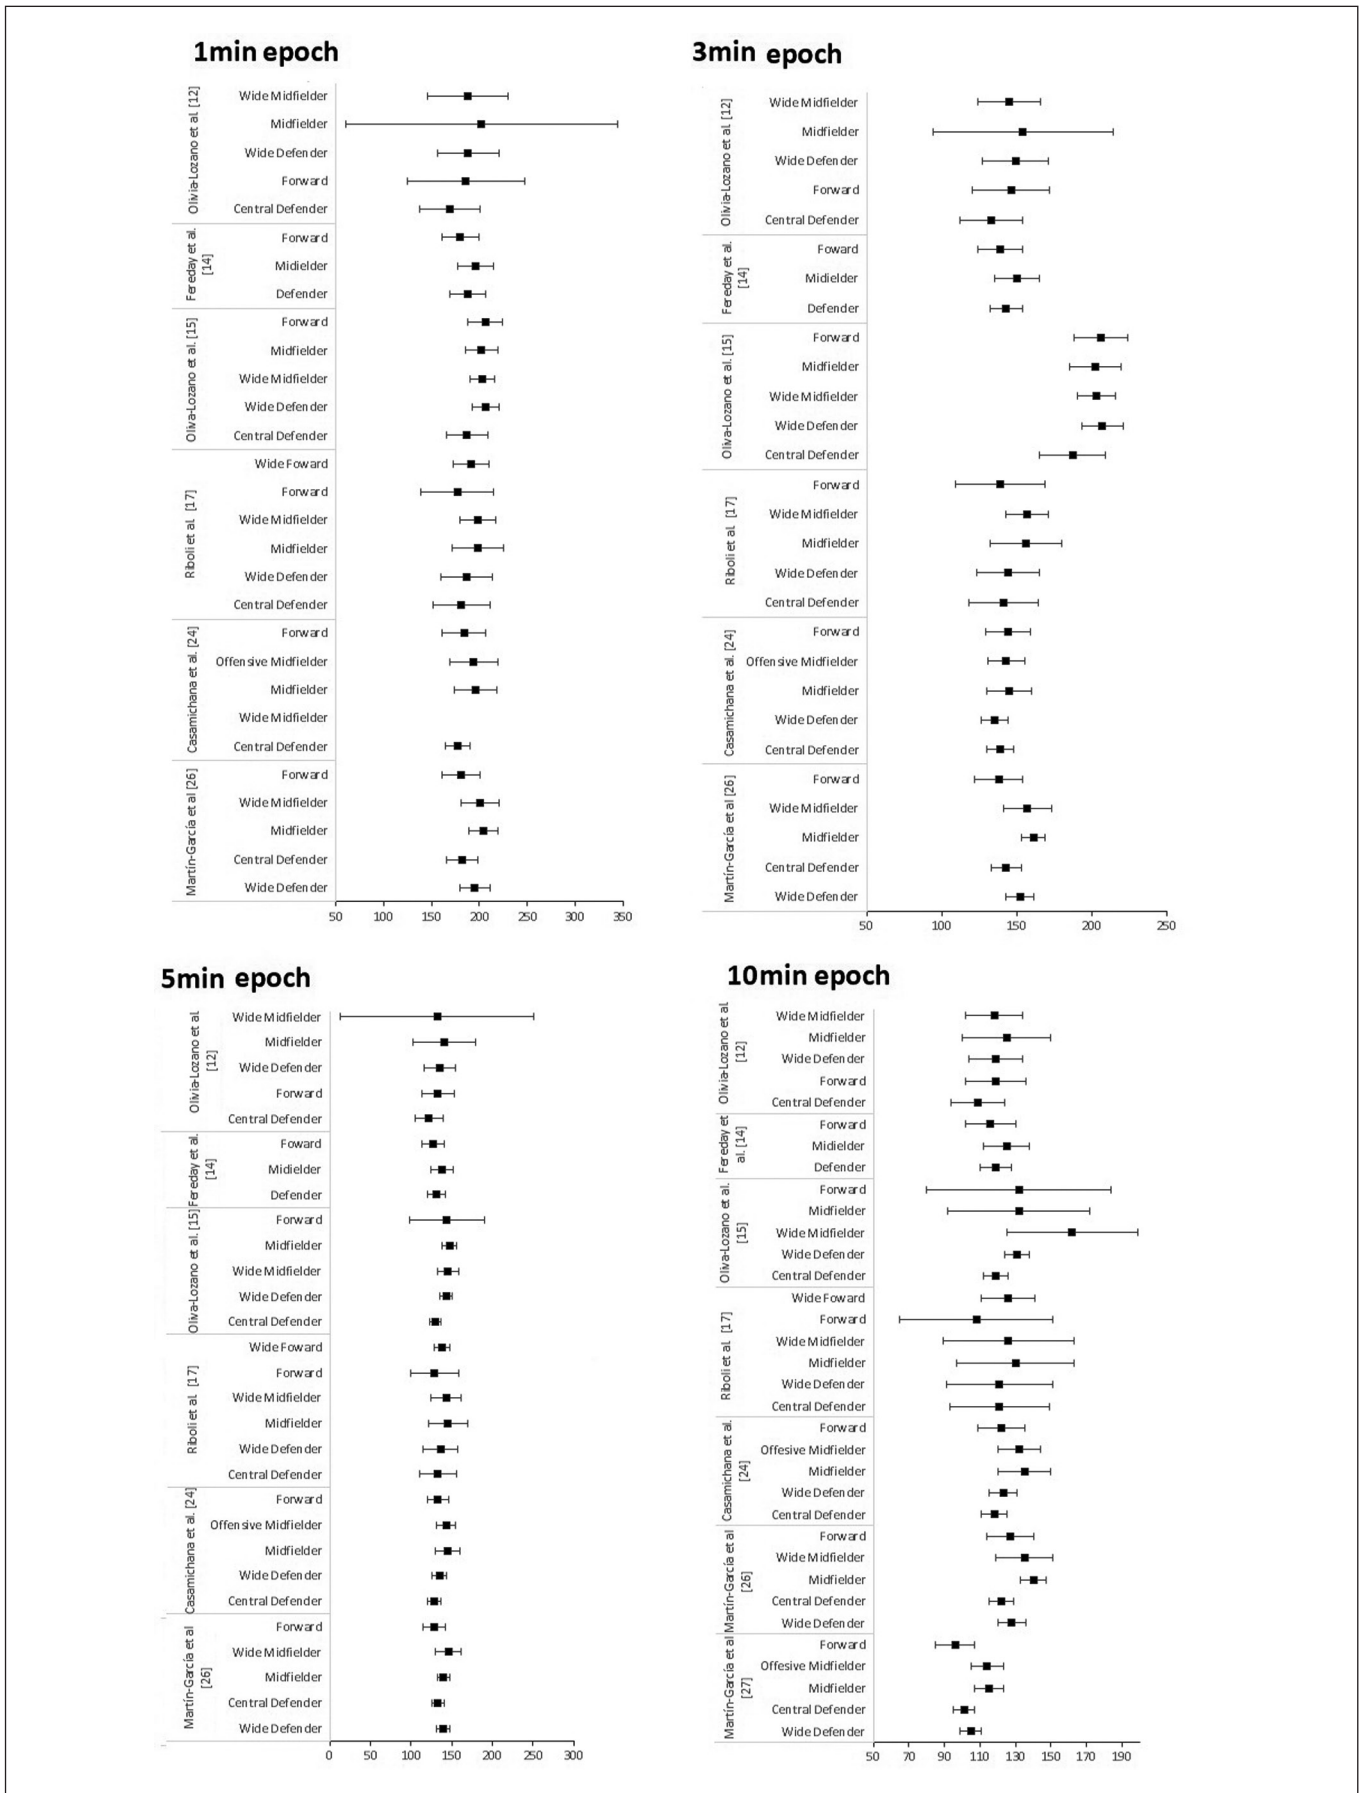 1min epoch
Olivia-Lozano et al. [12]
Wide Midfielder
Midfielder
Wide Defender
Forward
Central Defender
Fereday et al.
[14]
Forward
Midielder
Defender
Oliva-Lozano et al. [15]
Forward
Midfielder
Wide Midfielder
Wide Defender
Central Defender
Riboli et al. [17]
Wide Foward
Forward
Wide Midfielder
Midfielder
Wide Defender
Central Defender
Casamichana et al. [24]
Forward
Offensive Midfielder
Midfielder
Wide Midfielder
Central Defender
Martín-García et al [26]
Forward
Wide Midfielder
Midfielder
Central Defender
Wide Defender
50 100 150 200 250 300 350
3min epoch
Olivia-Lozano et al. [12]
Wide Midfielder
Midfielder
Wide Defender
Forward
Central Defender
Fereday et al.
[14]
Foward
Midielder
Defender
Oliva-Lozano et al. [15]
Forward
Midfielder
Wide Midfielder
Wide Defender
Central Defender
Riboli et al. [17]
Forward
Wide Midfielder
Midfielder
Wide Defender
Central Defender
Casamichana et al. [24]
Forward
Offensive Midfielder
Midfielder
Wide Defender
Central Defender
Martín-García et al [26]
Forward
Wide Midfielder
Midfielder
Central Defender
Wide Defender
50 100 150 200 250
5min epoch
Olivia-Lozano et al.
[12]
Wide Midfielder
Midfielder
Wide Defender
Forward
Central Defender
Fereday et al.
[14]
Foward
Midielder
Defender
Oliva-Lozano et al. [15]
Forward
Midfielder
Wide Midfielder
Wide Defender
Central Defender
Riboli et al. [17]
Wide Foward
Forward
Wide Midfielder
Midfielder
Wide Defender
Central Defender
Casamichana et al. [24]
Forward
Offensive Midfielder
Midfielder
Wide Defender
Central Defender
Martín-García et al
[26]
Forward
Wide Midfielder
Midfielder
Central Defender
Wide Defender
0 50 100 150 200 250 300
10min epoch
Olivia-Lozano et al.
[12]
Wide Midfielder
Midfielder
Wide Defender
Forward
Central Defender
Fereday et
al. [14]
Forward
Midielder
Defender
Oliva-Lozano et al.
[15]
Forward
Midfielder
Wide Midfielder
Wide Defender
Central Defender
Riboli et al. [17]
Wide Foward
Forward
Wide Midfielder
Midfielder
Wide Defender
Central Defender
Casamichana et al.
[24]
Forward
Offesive Midfielder
Midfielder
Wide Defender
Central Defender
Martín-García et al
[26]
Forward
Wide Midfielder
Midfielder
Central Defender
Wide Defender
Martín-García et al
[27]
Forward
Offesive Midfielder
Midfielder
Central Defender
Wide Defender
50 70 90 110 130 150 170 190